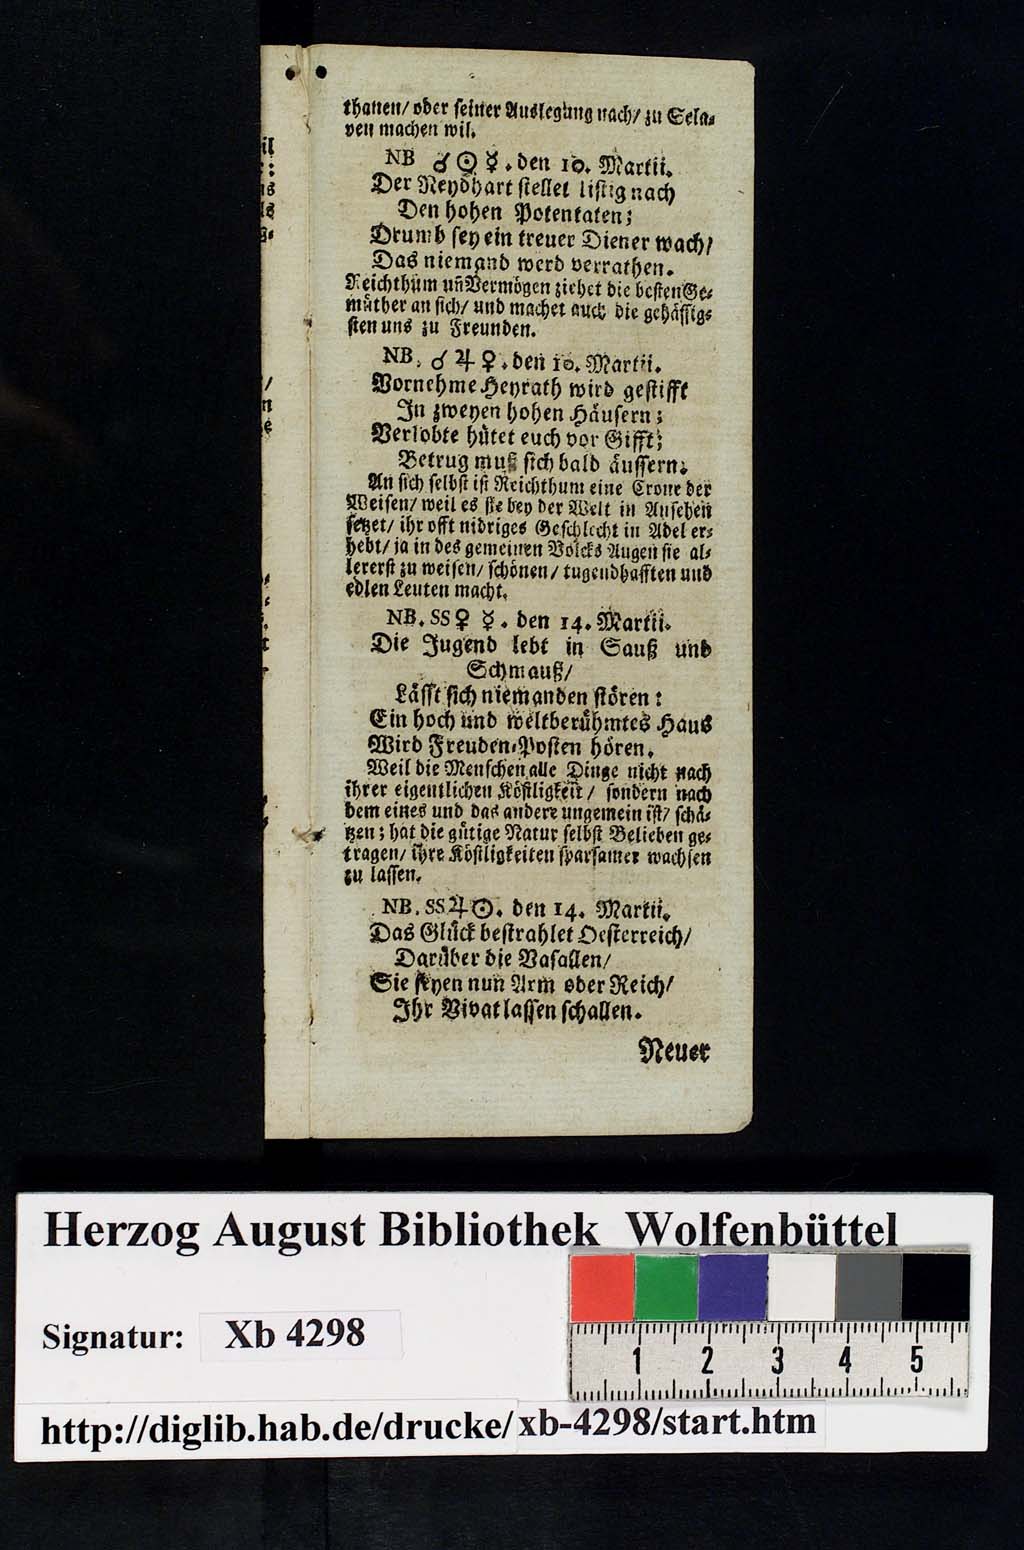 thanen/ oder seiner Auslegung nach/ zu Scla-
ven machen wil.
NB ☌ ☉ ☿. den 10. Martii.
Der Neydhart stellet listig nach
Den hohen Potentaten;
Drumb sey ein treuer Diener wach/
Das niemand werd verrathen.
Reichthum uñ Vermögen ziehet die besten Ge-
müther an sich/ und machet auch die gehässig-
sten uns zu Freunden.
NB. ☌ ♃ ♀. den 10. Martii.
Vornehme Heyrath wird gestifft
In zweyen hohen Häusern;
Verlobte hütet euch vor Gifft;
Betrug muß sich bald äussern.
An sich selbst ist Reichthum eine Crone der
Weisen/ weil es sie bey der Welt in Ansehen
setzet/ ihr offt nidriges Geschlecht in Adel er-
hebt/ ja in des gemeinen Volcks Augen sie al-
lererst zu weisen/ schönen/ tugendhafften und
edlen Leuten macht.
NB. SS ♀ ☿. den 14. Martii.
Die Jugend lebt in Sauß und
Schmauß/
Lässt sich niemanden stören:
Ein hoch und weltberühmtes Haus
Wird Freuden-Posten hören.
Weil die Menschen alle Dinge nicht nach
ihrer eigentlichen Köstligkeit/ sondern nach
dem eines und das andere ungemein ist/ schä-
tzen; hat die gütige Natur selbst Belieben ge-
tragen/ ihre Köstligkeiten sparsamer wachsen
zu lassen.
NB. SS ♃ ☉. den 14. Martii.
Das Glück bestrahlet Oesterreich/
Darüber die Vasallen/
Sie seyen nun Arm oder Reich/
Ihr Vivat lassen schallen.
Neuer
Herzog August Bibliothek Wolfenbüttel
Signatur: Xb 4298
1 2 3 4 5
http://diglib.hab.de/drucke/xb-4298/start.htm